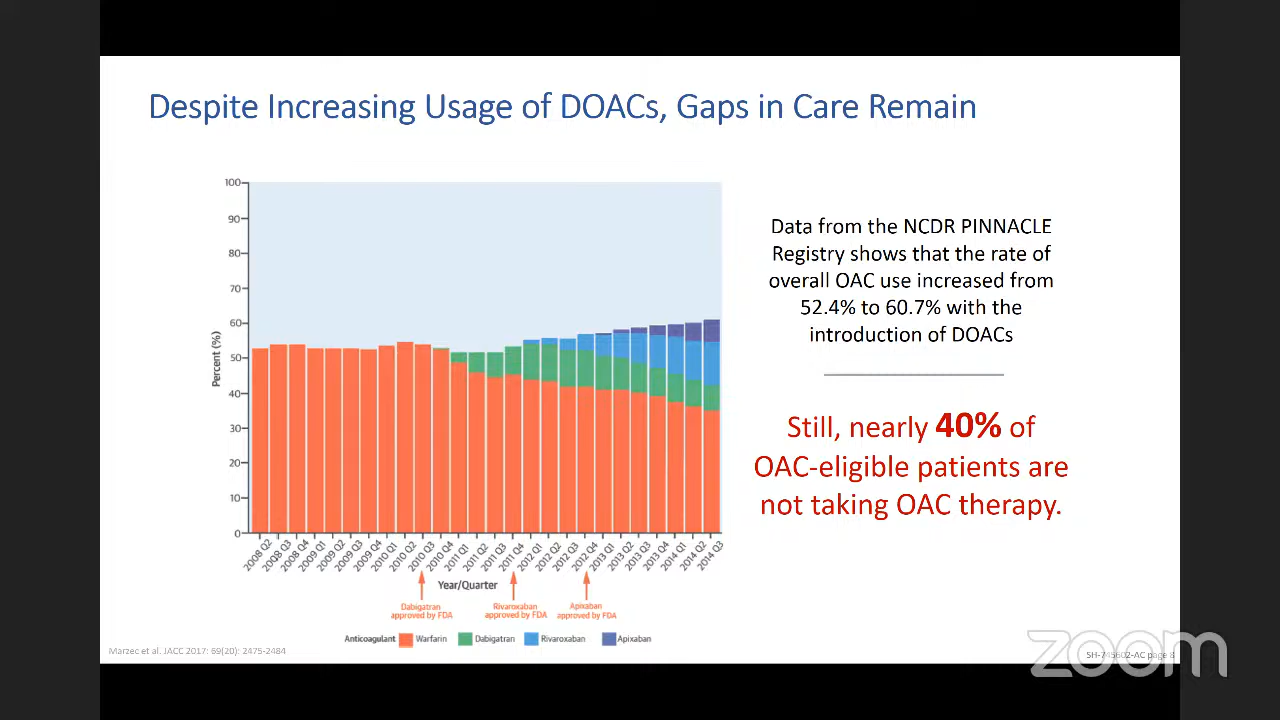 Despite Increasing Usage of DOACs, Gaps in Care Remain
100
90
80
70
60
50
40
30
20
10
0
Percent (%)
2008 Q2
2008 Q3
2008 Q4
2009 Q1
2009 Q2
2009 Q3
2009 Q4
2010 Q1
2010 Q2
2010 Q3
2010 Q4
2011 Q1
2011 Q2
2011 Q3
2011 Q4
2012 Q1
2012 Q2
2012 Q3
2012 Q4
2013 Q1
2013 Q2
2013 Q3
2013 Q4
2014 Q1
2014 Q2
2014 Q3
Year/Quarter
Dabigatran
approved by FDA
Rivaroxaban
approved by FDA
Apixaban
approved by FDA
Anticoagulant Warfarin Dabigatran Rivaroxaban Apixaban
Data from the NCDR PINNACLE
Registry shows that the rate of
overall OAC use increased from
52.4% to 60.7% with the
introduction of DOACs
Still, nearly 40% of
OAC-eligible patients are
not taking OAC therapy.
Marzec et al. JACC 2017: 69(20): 2475-2484
page 8
zoom